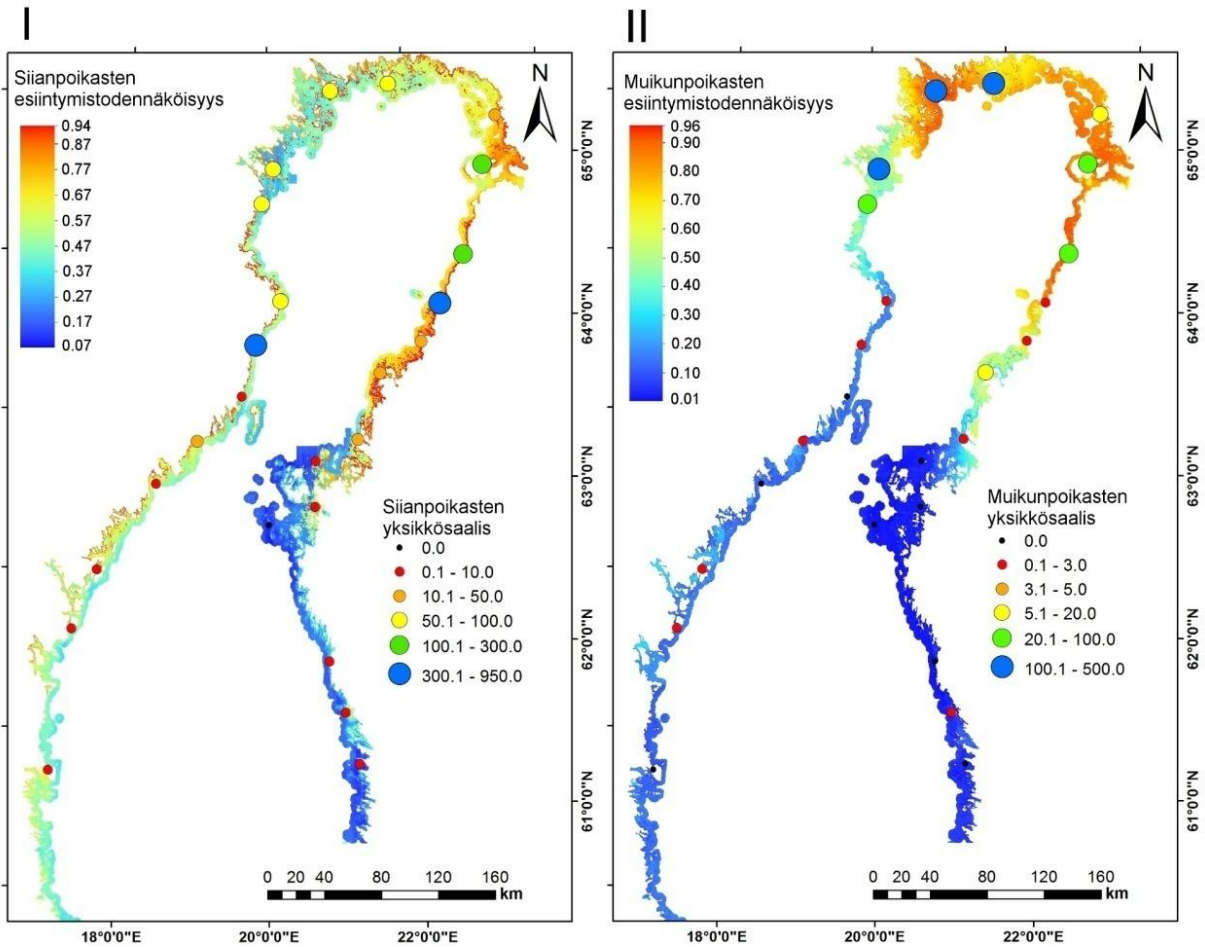 I
Siianpoikasten
esiintymistodennäköisyys
0.94
0.87
0.77
0.67
0.57
0.47
0.37
0.27
0.17
0.07
N
Siianpoikasten
yksikkösaalis
0.0
0.1 - 10.0
10.1 - 50.0
50.1 - 100.0
100.1 - 300.0
300.1 - 950.0
0 20 40 80 120 160
km
65°0'0"N
64°0'0"N
63°0'0"N
62°0'0"N
61°0'0"N
18°0'0"E 20°0'0"E 22°0'0"E
II
Muikunpoikasten
esiintymistodennäköisyys
0.96
0.90
0.80
0.70
0.60
0.50
0.40
0.30
0.20
0.10
0.01
N
Muikunpoikasten
yksikkösaalis
0.0
0.1 - 3.0
3.1 - 5.0
5.1 - 20.0
20.1 - 100.0
100.1 - 500.0
0 20 40 80 120 160
km
65°0'0"N
64°0'0"N
63°0'0"N
62°0'0"N
61°0'0"N
18°0'0"E 20°0'0"E 22°0'0"E